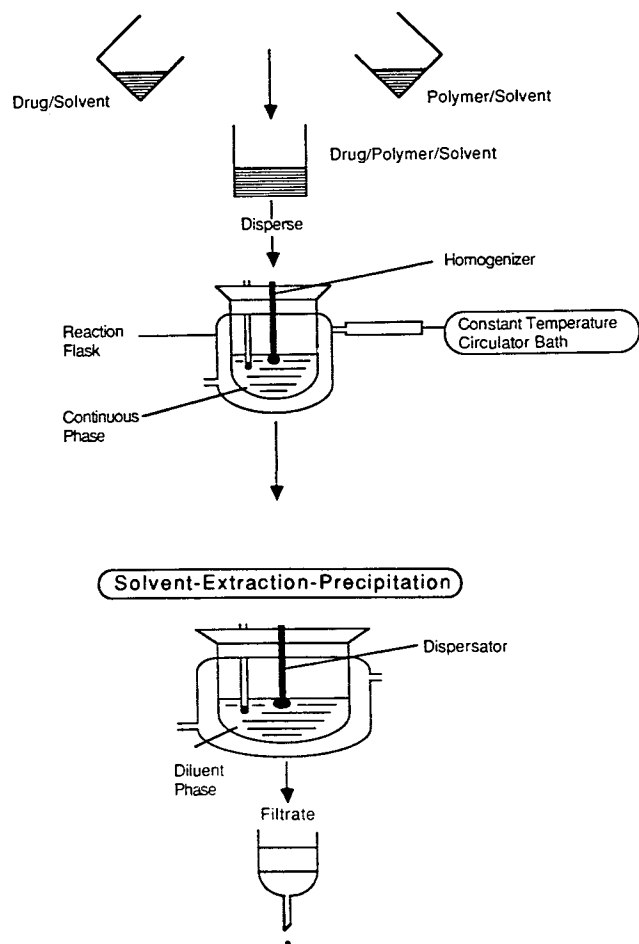 Drug/Solvent
Polymer/Solvent
Drug/Polymer/Solvent
Disperse
Homogenizer
Reaction
Flask
Constant Temperature
Circulator Bath
Continuous
Phase
Solvent-Extraction-Precipitation
Dispersator
Diluent
Phase
Filtrate